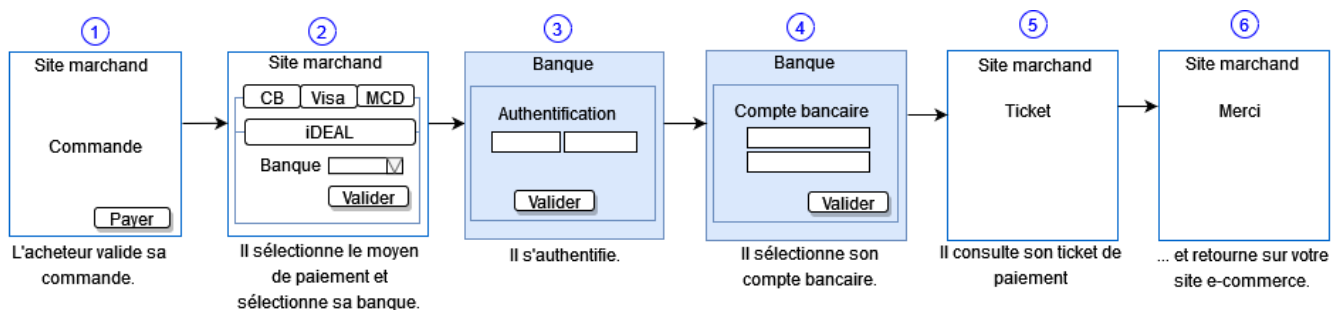 1
Site marchand
Commande
Payer
L'acheteur valide sa
commande.
2
Site marchand
CB Visa MCD
iDEAL
Banque
Valider
Il sélectionne le moyen
de paiement et
sélectionne sa banque.
3
Banque
Authentification
Valider
Il s'authentifie.
4
Banque
Compte bancaire
Valider
Il sélectionne son
compte bancaire.
5
Site marchand
Ticket
Il consulte son ticket de
paiement
6
Site marchand
Merci
... et retourne sur votre
site e-commerce.